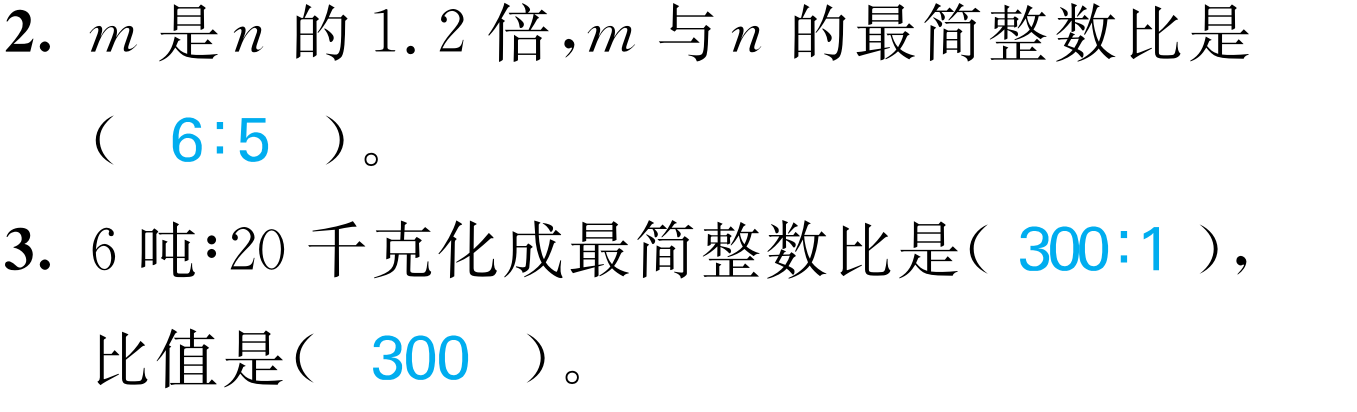 2. m 是 n 的 1.2 倍,m 与 n 的最简整数比是
( 6∶5 )。
3. 6 吨∶20 千克化成最简整数比是( 300∶1 ),
比值是( 300 )。